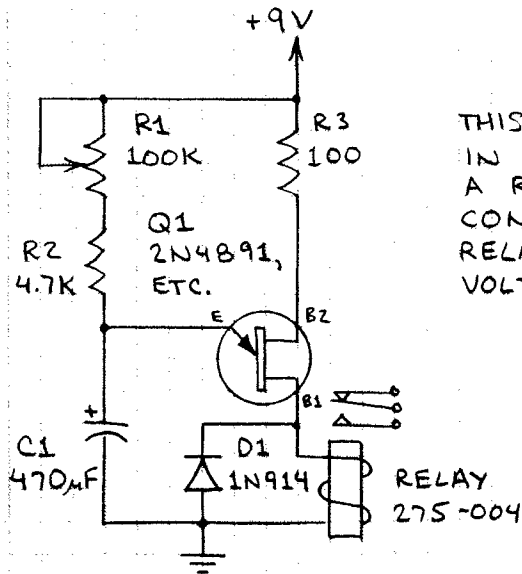 +9V
R1
100K
R3
100
THIS
IN
A R
CON
RELA
VOLT
R2
4.7K
Q1
2N4891,
ETC.
E
B2
B1
+
C1
470µF
D1
1N914
RELAY
275-004